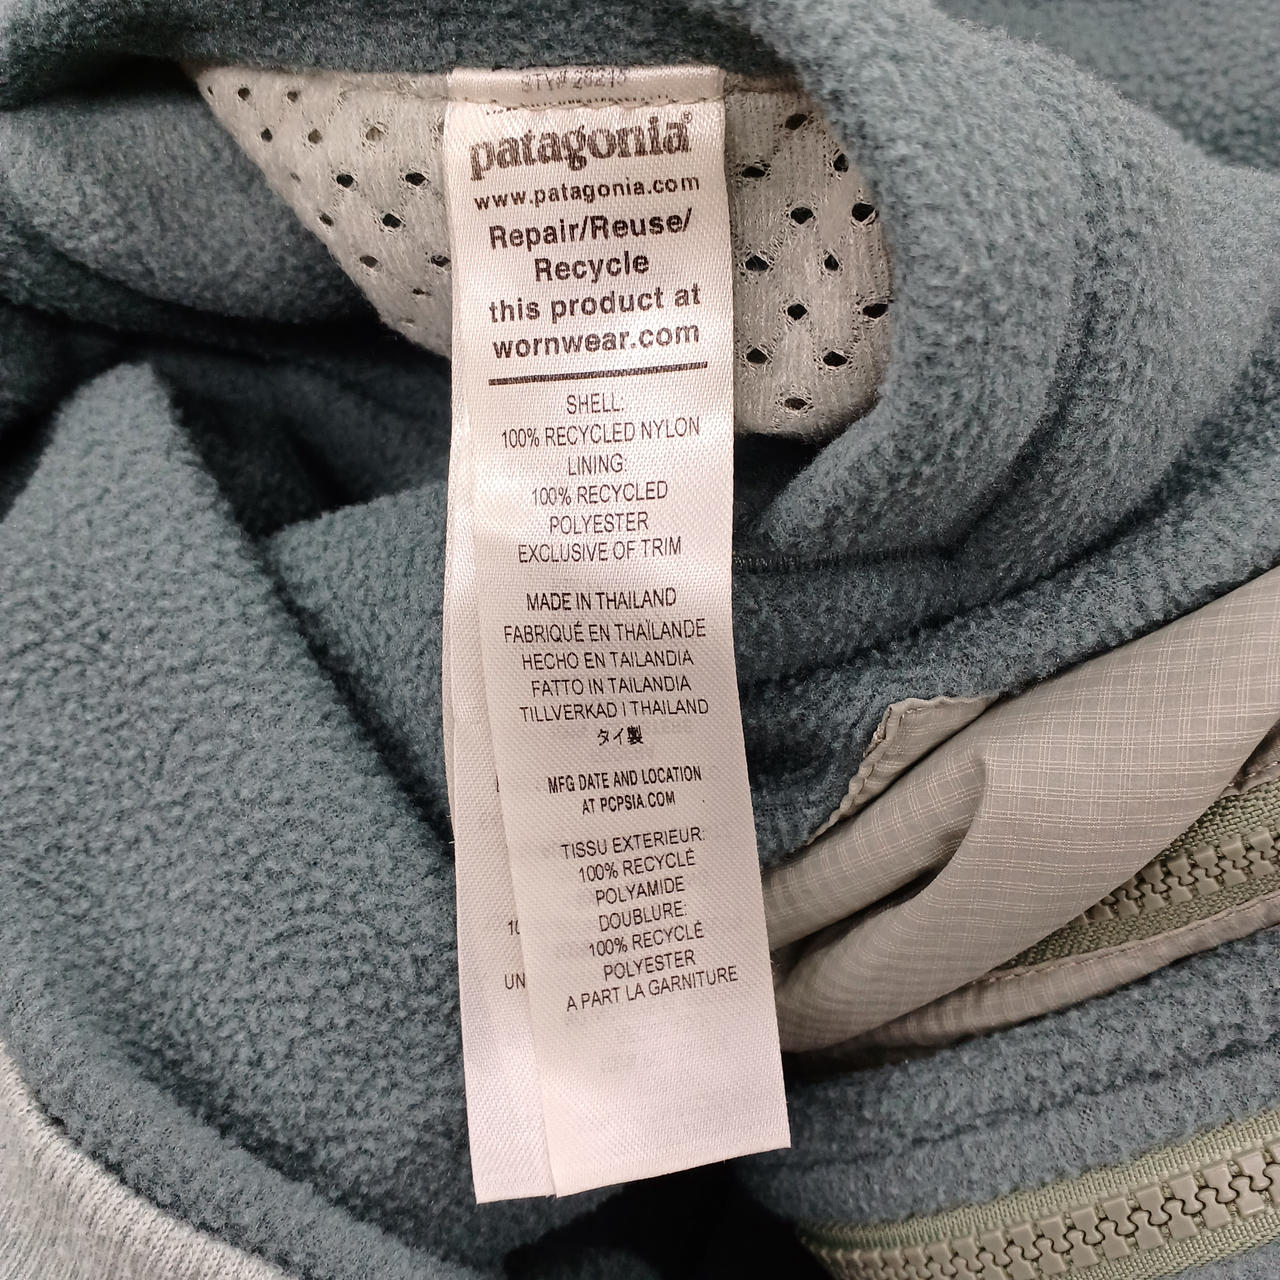 patagonia®
www.patagonia.com
Repair/Reuse/
Recycle
this product at
wornwear.com
SHELL:
100% RECYCLED NYLON
LINING:
100% RECYCLED
POLYESTER
EXCLUSIVE OF TRIM
MADE IN THAILAND
FABRIQUÉ EN THAÏLANDE
HECHO EN TAILANDIA
FATTO IN TAILANDIA
TILLVERKAD I THAILAND
タイ製
MFG DATE AND LOCATION
AT PCPSIA.COM
TISSU EXTERIEUR:
100% RECYCLÉ
POLYAMIDE
DOUBLURE:
100% RECYCLÉ
POLYESTER
A PART LA GARNITURE